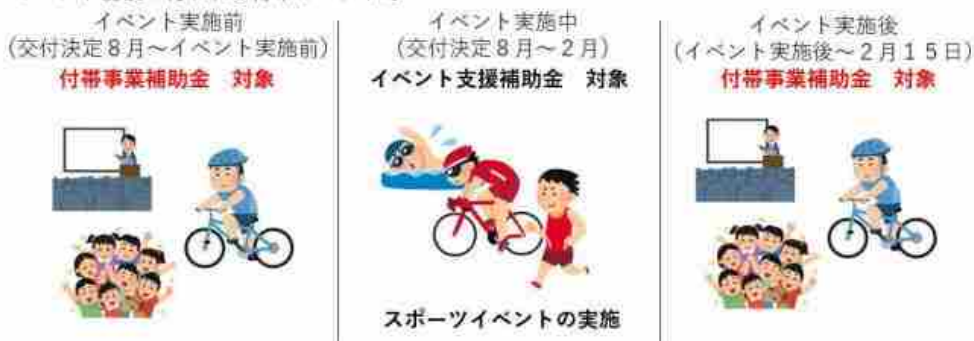 イベント実施前
(交付決定８月～イベント実施前)
付帯事業補助金　対象
イベント実施中
(交付決定８月～２月)
イベント支援補助金　対象
スポーツイベントの実施
イベント実施後
(イベント実施後～２月１５日)
付帯事業補助金　対象